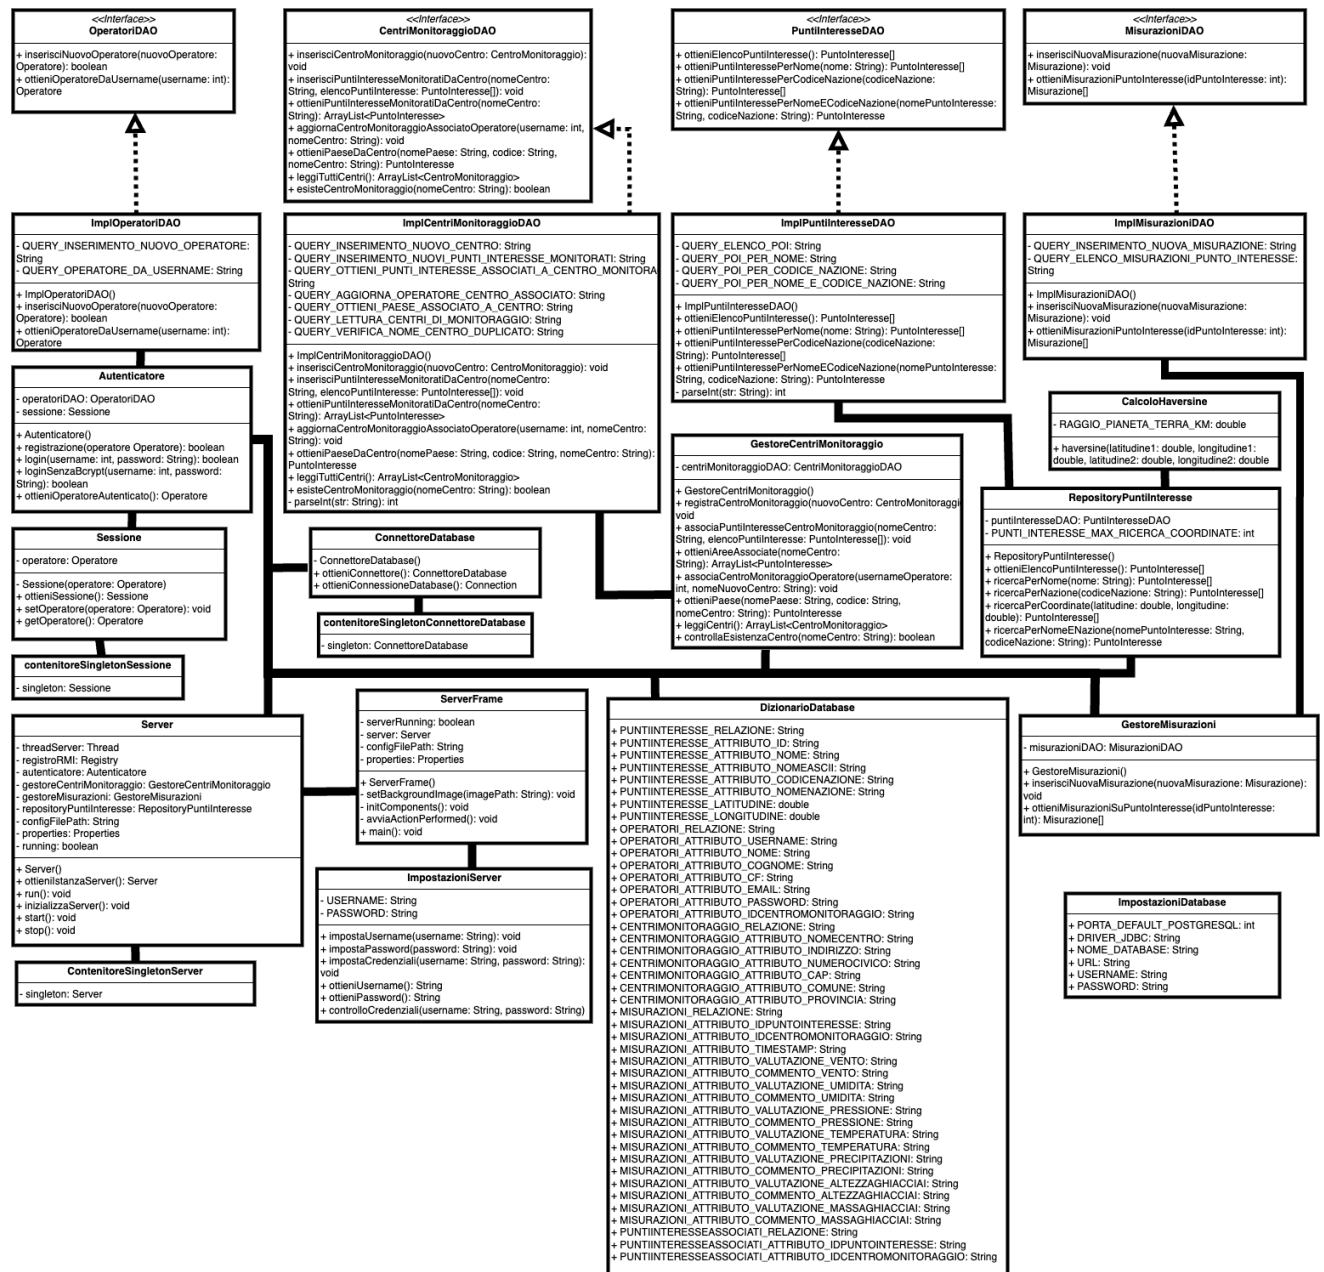 <<Interface>>
OperatoriDAO
+ inserisciNuovoOperatore(nuovoOperatore:
Operatore): boolean
+ ottieniOperatoreDaUsername(username: int):
Operatore
<<Interface>>
CentriMonitoraggioDAO
+ inserisciCentroMonitoraggio(nuovoCentro: CentroMonitoraggio):
void
+ inserisciPuntiInteresseMonitoratiDaCentro(nomeCentro:
String, elencoPuntiInteresse: PuntoInteresse[]): void
+ ottieniPuntiInteresseMonitoratiDaCentro(nomeCentro:
String): ArrayList<PuntoInteresse>
+ aggiornaCentroMonitoraggioAssociatoOperatore(username: int,
nomeCentro: String): void
+ ottieniPaeseDaCentro(nomePaese: String, codice: String,
nomeCentro: String): PuntoInteresse
+ leggiTuttiCentri(): ArrayList<CentroMonitoraggio>
+ esisteCentroMonitoraggio(nomeCentro: String): boolean
<<Interface>>
PuntiInteresseDAO
+ ottieniElencoPuntiInteresse(): PuntoInteresse[]
+ ottieniPuntiInteressePerNome(nome: String): PuntoInteresse[]
+ ottieniPuntiInteressePerCodiceNazione(codiceNazione:
String): PuntoInteresse[]
+ ottieniPuntiInteressePerNomeECodiceNazione(nomePuntoInteresse:
String, codiceNazione: String): PuntoInteresse
<<Interface>>
MisurazioniDAO
+ inserisciNuovaMisurazione(nuovaMisurazione:
Misurazione): void
+ ottieniMisurazioniPuntoInteresse(idPuntoInteresse: int):
Misurazione[]
ImplOperatoriDAO
- QUERY_INSERIMENTO_NUOVO_OPERATORE:
String
- QUERY_OPERATORE_DA_USERNAME: String
+ ImplOperatoriDAO()
+ inserisciNuovoOperatore(nuovoOperatore:
Operatore): boolean
+ ottieniOperatoreDaUsername(username: int):
Operatore
ImplCentriMonitoraggioDAO
- QUERY_INSERIMENTO_NUOVO_CENTRO: String
- QUERY_INSERIMENTO_NUOVI_PUNTI_INTERESSE_MONITORATI: String
- QUERY_OTTIENI_PUNTI_INTERESSE_ASSOCIATI_A_CENTRO_MONITORA
String
- QUERY_AGGIORNA_OPERATORE_CENTRO_ASSOCIATO: String
- QUERY_OTTIENI_PAESE_ASSOCIATO_A_CENTRO: String
- QUERY_LETTURA_CENTRI_DI_MONITORAGGIO: String
- QUERY_VERIFICA_NOME_CENTRO_DUPLICATO: String
+ ImplCentriMonitoraggioDAO()
+ inserisciCentroMonitoraggio(nuovoCentro: CentroMonitoraggio): void
+ inserisciPuntiInteresseMonitoratiDaCentro(nomeCentro:
String, elencoPuntiInteresse: PuntoInteresse[]): void
+ ottieniPuntiInteresseMonitoratiDaCentro(nomeCentro:
String): ArrayList<PuntoInteresse>
+ aggiornaCentroMonitoraggioAssociatoOperatore(username: int, nomeCentro:
String): void
+ ottieniPaeseDaCentro(nomePaese: String, codice: String, nomeCentro: String):
PuntoInteresse
+ leggiTuttiCentri(): ArrayList<CentroMonitoraggio>
+ esisteCentroMonitoraggio(nomeCentro: String): boolean
- parseInt(str: String): int
ImplPuntiInteresseDAO
- QUERY_ELENCO_POI: String
- QUERY_POI_PER_NOME: String
- QUERY_POI_PER_CODICE_NAZIONE: String
- QUERY_POI_PER_NOME_E_CODICE_NAZIONE: String
+ ImplPuntiInteresseDAO()
+ ottieniElencoPuntiInteresse(): PuntoInteresse[]
+ ottieniPuntiInteressePerNome(nome: String): PuntoInteresse[]
+ ottieniPuntiInteressePerCodiceNazione(codiceNazione:
String): PuntoInteresse[]
+ ottieniPuntiInteressePerNomeECodiceNazione(nomePuntoInteresse:
String, codiceNazione: String): PuntoInteresse
- parseInt(str: String): int
ImplMisurazioniDAO
- QUERY_INSERIMENTO_NUOVA_MISURAZIONE: String
- QUERY_ELENCO_MISURAZIONI_PUNTO_INTERESSE:
String
+ ImplMisurazioniDAO()
+ inserisciNuovaMisurazione(nuovaMisurazione:
Misurazione): void
+ ottieniMisurazioniPuntoInteresse(idPuntoInteresse: int):
Misurazione[]
Autenticatore
- operatoriDAO: OperatoriDAO
- sessione: Sessione
+ Autenticatore()
+ registrazione(operatore Operatore): boolean
+ login(username: int, password: String): boolean
+ loginSenzaBcrypt(username: int, password:
String): boolean
+ ottieniOperatoreAutenticato(): Operatore
CalcoloHaversine
- RAGGIO_PIANETA_TERRA_KM: double
+ haversine(latitudine1: double, longitudine1:
double, latitudine2: double, longitudine2: double
GestoreCentriMonitoraggio
- centriMonitoraggioDAO: CentriMonitoraggioDAO
+ GestoreCentriMonitoraggio()
+ registraCentroMonitoraggio(nuovoCentro: CentroMonitoraggi
void
+ associaPuntiInteresseCentroMonitoraggio(nomeCentro:
String, elencoPuntiInteresse: PuntoInteresse[]): void
+ ottieniAreeAssociate(nomeCentro:
String): ArrayList<PuntoInteresse>
+ associaCentroMonitoraggioOperatore(usernameOperatore:
int, nomeNuovoCentro: String): void
+ ottieniPaese(nomePaese: String, codice: String,
nomeCentro: String): PuntoInteresse
+ leggiCentri(): ArrayList<CentroMonitoraggio>
+ controllaEsistenzaCentro(nomeCentro: String): boolean
RepositoryPuntiInteresse
- puntiInteresseDAO: PuntiInteresseDAO
- PUNTI_INTERESSE_MAX_RICERCA_COORDINATE: int
+ RepositoryPuntiInteresse()
+ ottieniElencoPuntiInteresse(): PuntoInteresse[]
+ ricercaPerNome(nome: String): PuntoInteresse[]
+ ricercaPerNazione(codiceNazione: String): PuntoInteresse[]
+ ricercaPerCoordinate(latitudine: double, longitudine:
double): PuntoInteresse[]
+ ricercaPerNomeENazione(nomePuntoInteresse: String,
codiceNazione: String): PuntoInteresse
Sessione
- operatore: Operatore
- Sessione(operatore: Operatore)
+ ottieniSessione(): Sessione
+ setOperatore(operatore: Operatore): void
+ getOperatore(): Operatore
ConnettoreDatabase
- ConnettoreDatabase()
+ ottieniConnettore(): ConnettoreDatabase
+ ottieniConnessioneDatabase(): Connection
contenitoreSingletonConnettoreDatabase
- singleton: ConnettoreDatabase
contenitoreSingletonSessione
- singleton: Sessione
Server
- threadServer: Thread
- registroRMI: Registry
- autenticatore: Autenticatore
- gestoreCentriMonitoraggio: GestoreCentriMonitoraggio
- gestoreMisurazioni: GestoreMisurazioni
- repositoryPuntiInteresse: RepositoryPuntiInteresse
- configFilePath: String
- properties: Properties
- running: boolean
+ Server()
+ ottieniIstanzaServer(): Server
+ run(): void
+ inizializzaServer(): void
+ start(): void
+ stop(): void
ContenitoreSingletonServer
- singleton: Server
ServerFrame
- serverRunning: boolean
- server: Server
- configFilePath: String
- properties: Properties
+ ServerFrame()
- setBackgroundImage(imagePath: String): void
- initComponents(): void
- avviaActionPerformed(): void
+ main(): void
ImpostazioniServer
- USERNAME: String
- PASSWORD: String
+ impostaUsername(username: String): void
+ impostaPassword(password: String): void
+ impostaCredenziali(username: String, password: String):
void
+ ottieniUsername(): String
+ ottieniPassword(): String
+ controlloCredenziali(username: String, password: String)
DizionarioDatabase
+ PUNTIINTERESSE_RELAZIONE: String
+ PUNTIINTERESSE_ATTRIBUTO_ID: String
+ PUNTIINTERESSE_ATTRIBUTO_NOME: String
+ PUNTIINTERESSE_ATTRIBUTO_NOMEASCII: String
+ PUNTIINTERESSE_ATTRIBUTO_CODICENAZIONE: String
+ PUNTIINTERESSE_ATTRIBUTO_NOMENAZIONE: String
+ PUNTIINTERESSE_LATITUDINE: double
+ PUNTIINTERESSE_LONGITUDINE: double
+ OPERATORI_RELAZIONE: String
+ OPERATORI_ATTRIBUTO_USERNAME: String
+ OPERATORI_ATTRIBUTO_NOME: String
+ OPERATORI_ATTRIBUTO_COGNOME: String
+ OPERATORI_ATTRIBUTO_CF: String
+ OPERATORI_ATTRIBUTO_EMAIL: String
+ OPERATORI_ATTRIBUTO_PASSWORD: String
+ OPERATORI_ATTRIBUTO_IDCENTROMONITORAGGIO: String
+ CENTRIMONITORAGGIO_RELAZIONE: String
+ CENTRIMONITORAGGIO_ATTRIBUTO_NOMECENTRO: String
+ CENTRIMONITORAGGIO_ATTRIBUTO_INDIRIZZO: String
+ CENTRIMONITORAGGIO_ATTRIBUTO_NUMEROCIVICO: String
+ CENTRIMONITORAGGIO_ATTRIBUTO_CAP: String
+ CENTRIMONITORAGGIO_ATTRIBUTO_COMUNE: String
+ CENTRIMONITORAGGIO_ATTRIBUTO_PROVINCIA: String
+ MISURAZIONI_RELAZIONE: String
+ MISURAZIONI_ATTRIBUTO_IDPUNTOINTERESSE: String
+ MISURAZIONI_ATTRIBUTO_IDCENTROMONITORAGGIO: String
+ MISURAZIONI_ATTRIBUTO_TIMESTAMP: String
+ MISURAZIONI_ATTRIBUTO_VALUTAZIONE_VENTO: String
+ MISURAZIONI_ATTRIBUTO_COMMENTO_VENTO: String
+ MISURAZIONI_ATTRIBUTO_VALUTAZIONE_UMIDITA: String
+ MISURAZIONI_ATTRIBUTO_COMMENTO_UMIDITA: String
+ MISURAZIONI_ATTRIBUTO_VALUTAZIONE_PRESSIONE: String
+ MISURAZIONI_ATTRIBUTO_COMMENTO_PRESSIONE: String
+ MISURAZIONI_ATTRIBUTO_VALUTAZIONE_TEMPERATURA: String
+ MISURAZIONI_ATTRIBUTO_COMMENTO_TEMPERATURA: String
+ MISURAZIONI_ATTRIBUTO_VALUTAZIONE_PRECIPITAZIONI: String
+ MISURAZIONI_ATTRIBUTO_COMMENTO_PRECIPITAZIONI: String
+ MISURAZIONI_ATTRIBUTO_VALUTAZIONE_ALTEZZAGHIACCIAI: String
+ MISURAZIONI_ATTRIBUTO_COMMENTO_ALTEZZAGHIACCIAI: String
+ MISURAZIONI_ATTRIBUTO_VALUTAZIONE_MASSAGHIACCIAI: String
+ MISURAZIONI_ATTRIBUTO_COMMENTO_MASSAGHIACCIAI: String
+ PUNTIINTERESSEASSOCIATI_RELAZIONE: String
+ PUNTIINTERESSEASSOCIATI_ATTRIBUTO_IDPUNTOINTERESSE: String
+ PUNTIINTERESSEASSOCIATI_ATTRIBUTO_IDCENTROMONITORAGGIO: String
GestoreMisurazioni
- misurazioniDAO: MisurazioniDAO
+ GestoreMisurazioni()
+ inserisciNuovaMisurazione(nuovaMisurazione: Misurazione):
void
+ ottieniMisurazioniSuPuntoInteresse(idPuntoInteresse:
int): Misurazione[]
ImpostazioniDatabase
+ PORTA_DEFAULT_POSTGRESQL: int
+ DRIVER_JDBC: String
+ NOME_DATABASE: String
+ URL: String
+ USERNAME: String
+ PASSWORD: String